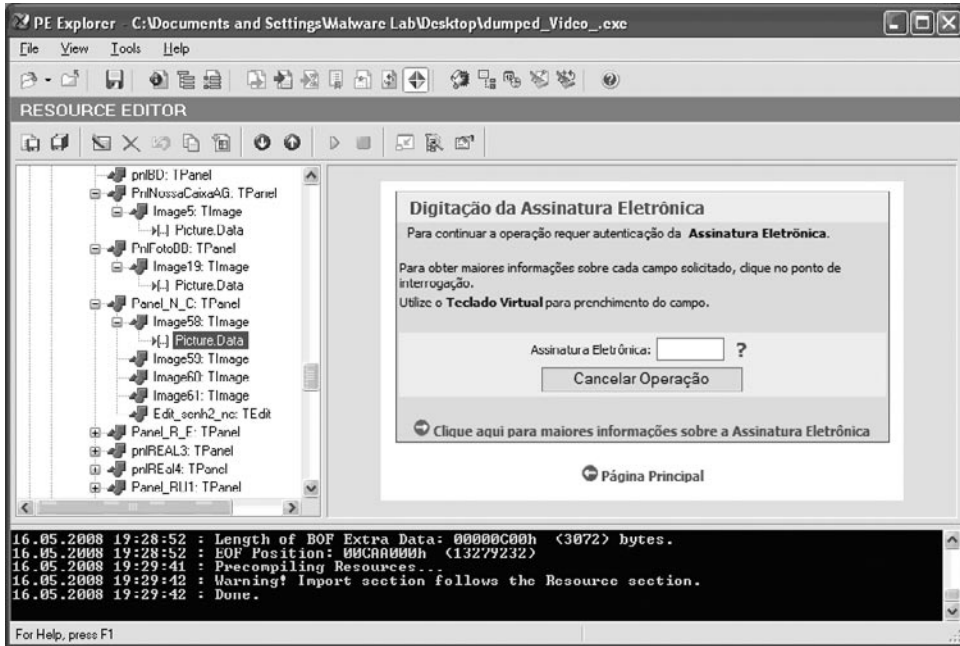 PE Explorer - C:\Documents and Settings\Malware Lab\Desktop\dumped_Video_.exe
File View Tools Help
RESOURCE EDITOR
pnlBD: TPanel
PnlNossaCaixaAG: TPanel
Image5: TImage
Picture.Data
PnlFotoBB: TPanel
Image19: TImage
Picture.Data
Panel_N_C: TPanel
Image58: TImage
Picture.Data
Image59: TImage
Image60: TImage
Image61: TImage
Edit_senh2_nc: TEdit
Panel_R_E: TPanel
pnlREAL3: TPanel
pnlREal4: TPanel
Panel_RU1: TPanel
Digitação da Assinatura Eletrônica
Para continuar a operação requer autenticação da Assinatura Eletrônica.
Para obter maiores informações sobre cada campo solicitado, clique no ponto de
interrogação.
Utilize o Teclado Virtual para prenchimento do campo.
Assinatura Eletrônica: ?
Cancelar Operação
Clique aqui para maiores informações sobre a Assinatura Eletrônica
Página Principal
16.05.2008 19:28:52 : Length of EOF Extra Data: 00000C00h (3072) bytes.
16.05.2008 19:28:52 : EOF Position: 00CAA000h (13279232)
16.05.2008 19:29:41 : Precompiling Resources...
16.05.2008 19:29:42 : Warning! Import section follows the Resource section.
16.05.2008 19:29:42 : Done.
For Help, press F1